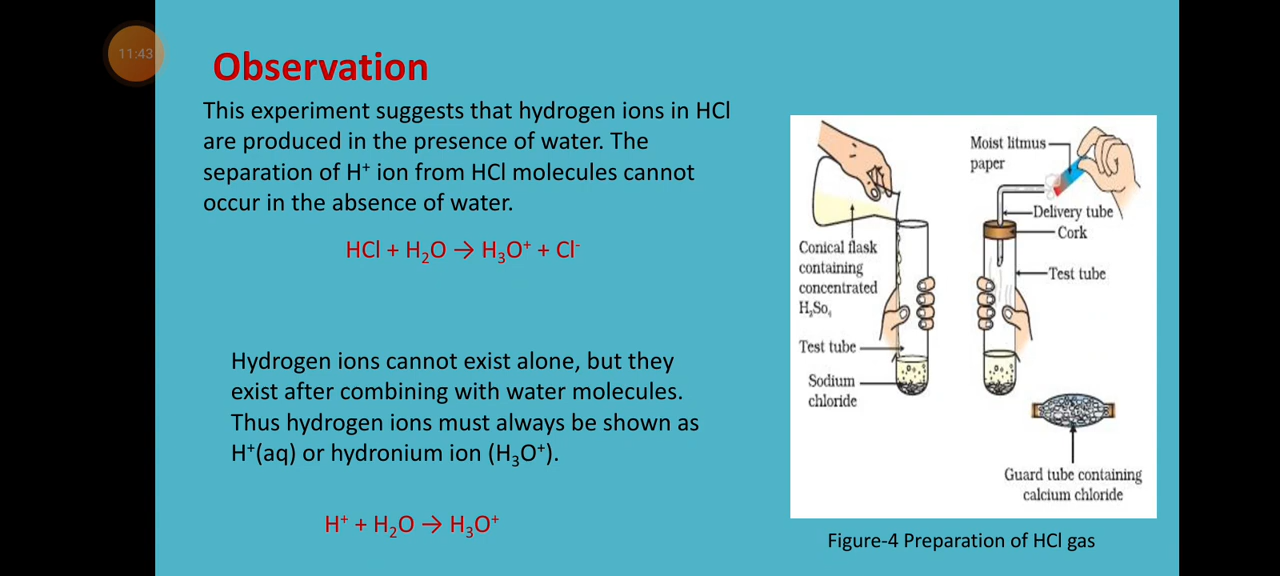 11:43
Observation
This experiment suggests that hydrogen ions in HCl
are produced in the presence of water. The
separation of H⁺ ion from HCl molecules cannot
occur in the absence of water.
HCl + H₂O → H₃O⁺ + Cl⁻
Hydrogen ions cannot exist alone, but they
exist after combining with water molecules.
Thus hydrogen ions must always be shown as
H⁺(aq) or hydronium ion (H₃O⁺).
H⁺ + H₂O → H₃O⁺
Moist litmus
paper
Delivery tube
Cork
Test tube
Conical flask
containing
concentrated
H₂So₄
Test tube
Sodium
chloride
Guard tube containing
calcium chloride
Figure-4 Preparation of HCl gas